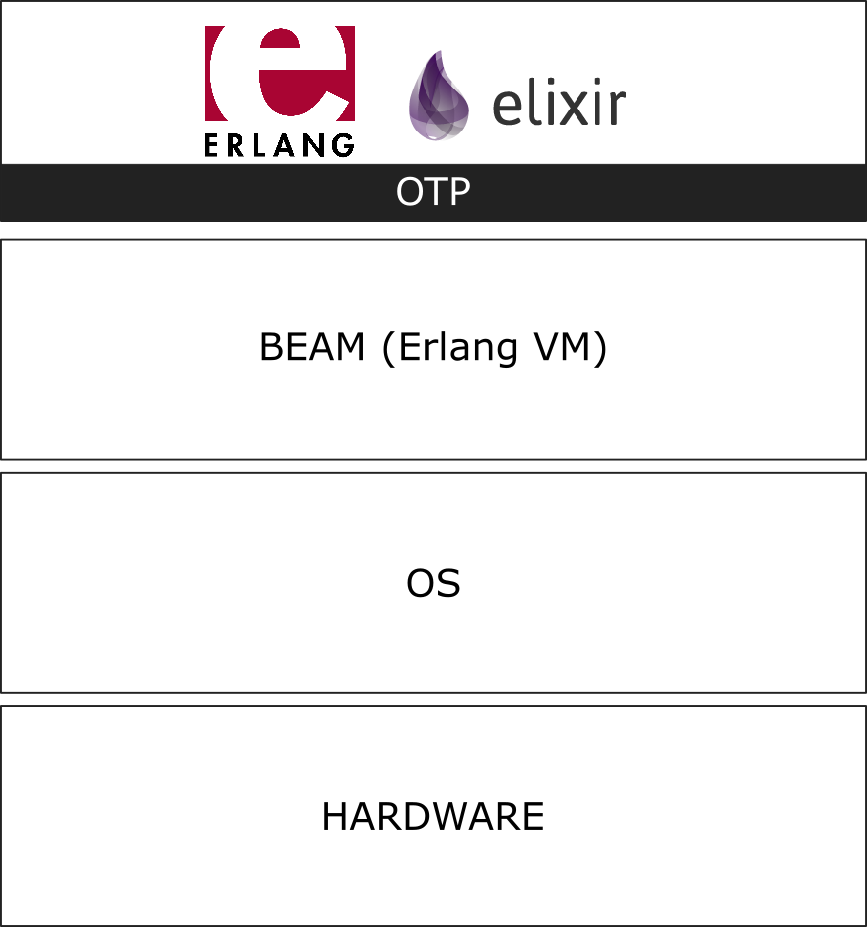 ERLANG
elixir
OTP
BEAM (Erlang VM)
OS
HARDWARE